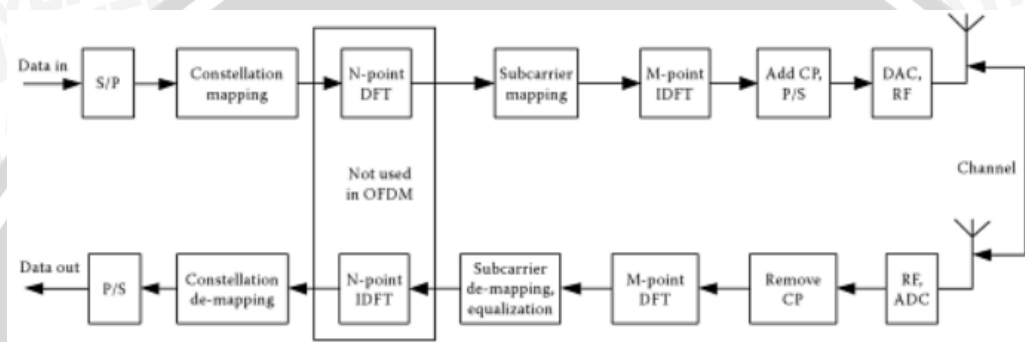 Data in
S/P
Constellation
mapping
N-point
DFT
Subcarrier
mapping
M-point
IDFT
Add CP,
P/S
DAC,
RF
Not used
in OFDM
Channel
Data out
P/S
Constellation
de-mapping
N-point
IDFT
Subcarrier
de-mapping,
equalization
M-point
DFT
Remove
CP
RF,
ADC